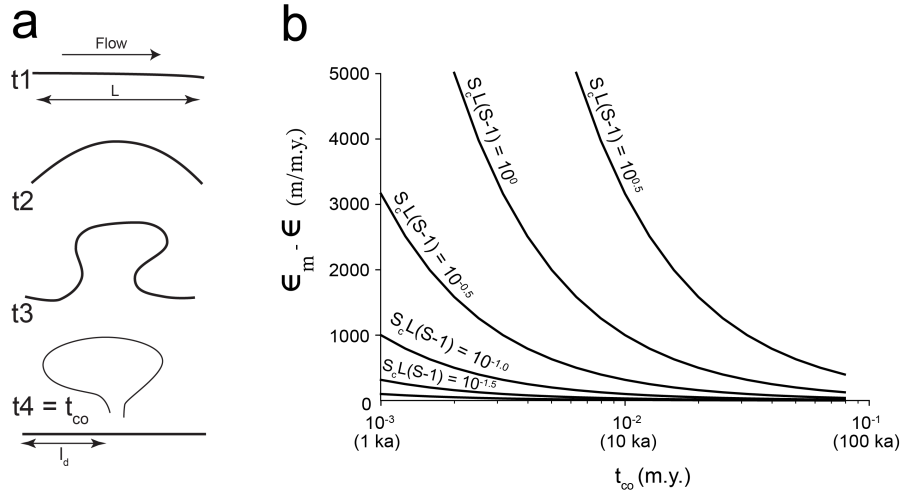 a
Flow
t1
L
t2
t3
t4 = t_co
l_d
b
5000
4000
3000
2000
1000
0
Є_m - Є (m/m.y.)
S_cL(S-1) = 10^0
S_cL(S-1) = 10^0.5
S_cL(S-1) = 10^-0.5
S_cL(S-1) = 10^-1.0
S_cL(S-1) = 10^-1.5
10^-3 10^-2 10^-1
(1 ka) (10 ka) (100 ka)
t_co (m.y.)